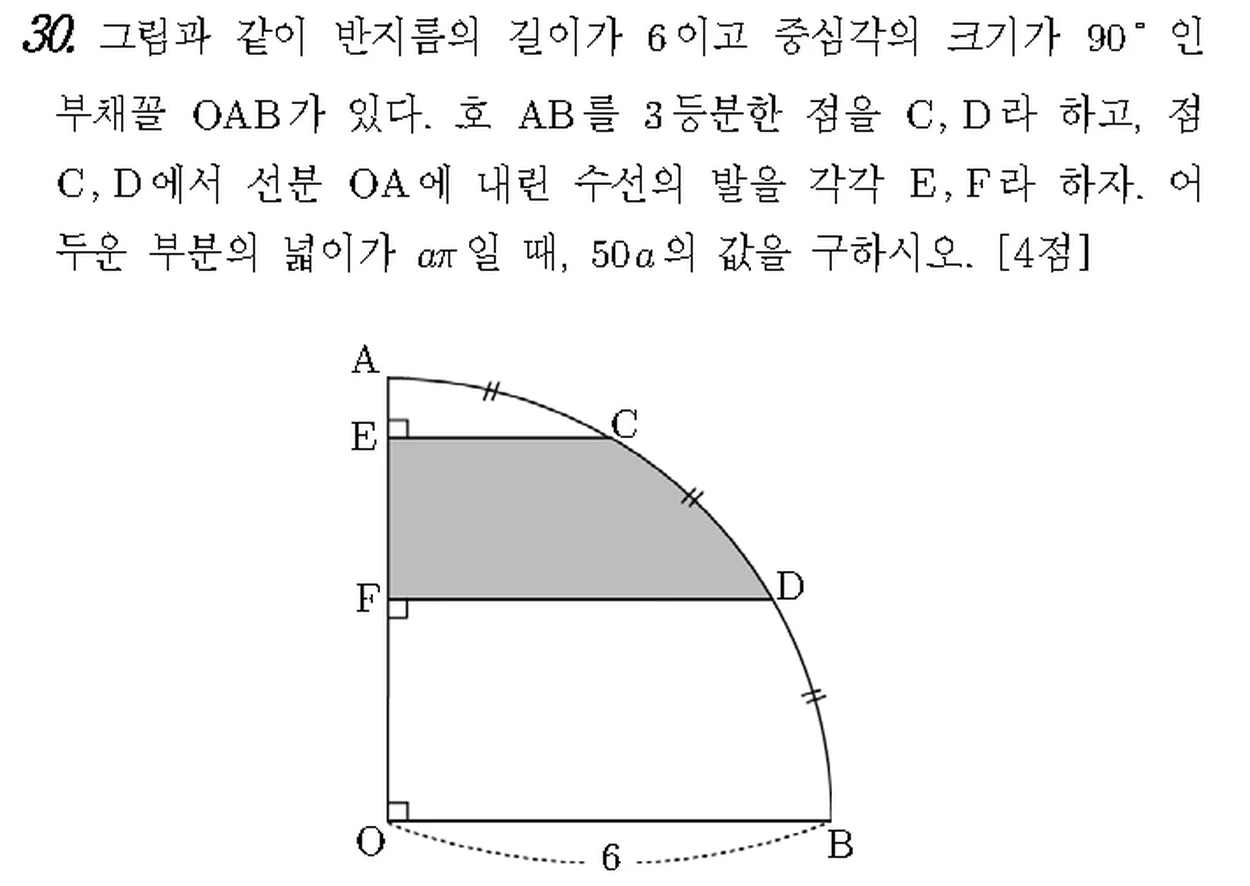 30. 그림과 같이 반지름의 길이가 6이고 중심각의 크기가 90° 인
부채꼴 OAB가 있다. 호 AB를 3등분한 점을 C, D라 하고, 점
C, D에서 선분 OA에 내린 수선의 발을 각각 E, F라 하자. 어
두운 부분의 넓이가 aπ일 때, 50a의 값을 구하시오. [4점]
A
E
C
F
D
O
6
B